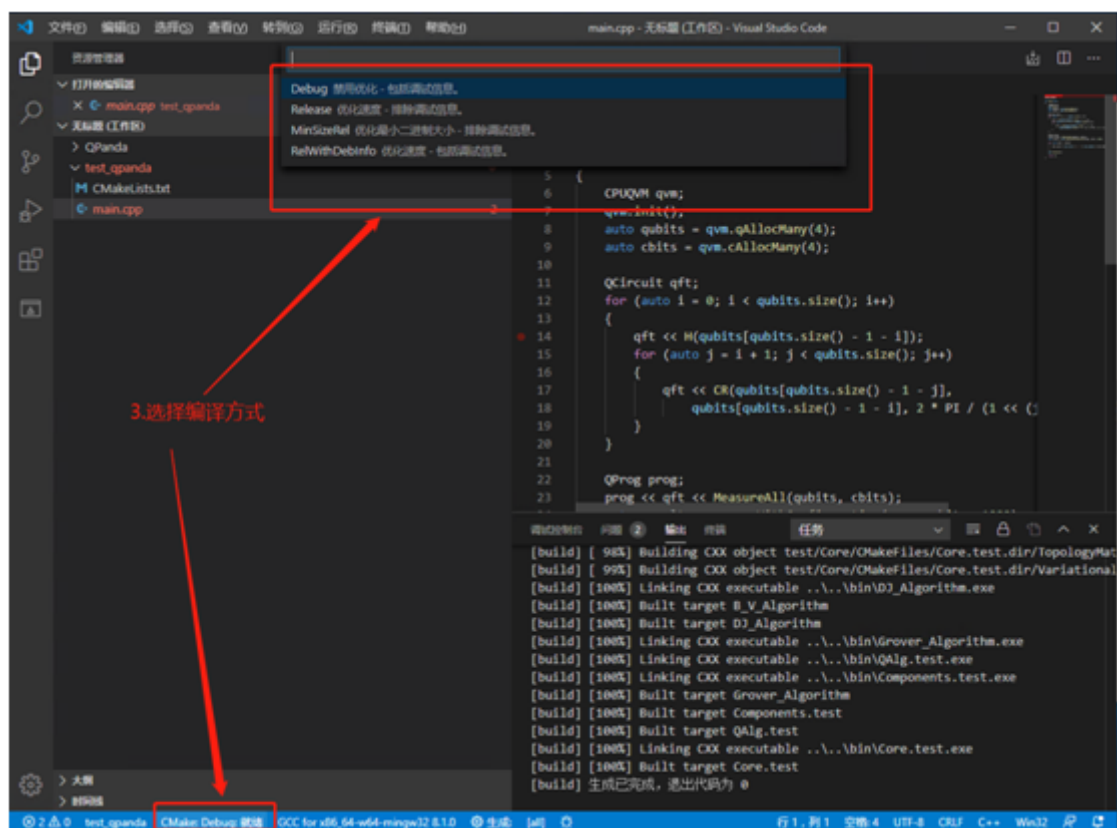 文件(F) 编辑(E) 选择(S) 查看(V) 转到(G) 运行(R) 终端(T) 帮助(H) main.cpp - 无标题 (工作区) - Visual Studio Code
资源管理器
打开的编辑器
main.cpp test_qpanda
无标题 (工作区)
QPanda
test_qpanda
CMakeLists.txt
main.cpp 2
Debug 禁用优化 - 包括调试信息。
Release 优化速度 - 排除调试信息。
MinSizeRel 优化最小二进制大小 - 排除调试信息。
RelWithDebInfo 优化速度 - 包括调试信息。
5 {
6 CPUQVM qvm;
7 qvm.init();
8 auto qubits = qvm.qAllocMany(4);
9 auto cbits = qvm.cAllocMany(4);
10
11 QCircuit qft;
12 for (auto i = 0; i < qubits.size(); i++)
13 {
14 qft << H(qubits[qubits.size() - 1 - i]);
15 for (auto j = i + 1; j < qubits.size(); j++)
16 {
17 qft << CR(qubits[qubits.size() - 1 - j],
18 qubits[qubits.size() - 1 - i], 2 * PI / (1 << (j
19 }
20 }
21
22 QProg prog;
23 prog << qft << MeasureAll(qubits, cbits);
3.选择编译方式
调试控制台 问题 2 输出 终端 任务
[build] [ 98%] Building CXX object test/Core/CMakeFiles/Core.test.dir/TopologyMat
[build] [ 99%] Building CXX object test/Core/CMakeFiles/Core.test.dir/Variational
[build] [100%] Linking CXX executable ..\..\bin\DJ_Algorithm.exe
[build] [100%] Built target B_V_Algorithm
[build] [100%] Built target DJ_Algorithm
[build] [100%] Linking CXX executable ..\..\bin\Grover_Algorithm.exe
[build] [100%] Linking CXX executable ..\..\bin\QAlg.test.exe
[build] [100%] Linking CXX executable ..\..\bin\Components.test.exe
[build] [100%] Built target Grover_Algorithm
[build] [100%] Built target Components.test
[build] [100%] Built target QAlg.test
[build] [100%] Linking CXX executable ..\..\bin\Core.test.exe
[build] [100%] Built target Core.test
[build] 生成已完成，退出代码为 0
大纲
时间线
2 0 test_qpanda CMake: Debug: 就绪 GCC for x86_64-w64-mingw32 8.1.0 生成 [all] 行 1，列 1 空格: 4 UTF-8 CRLF C++ Win32